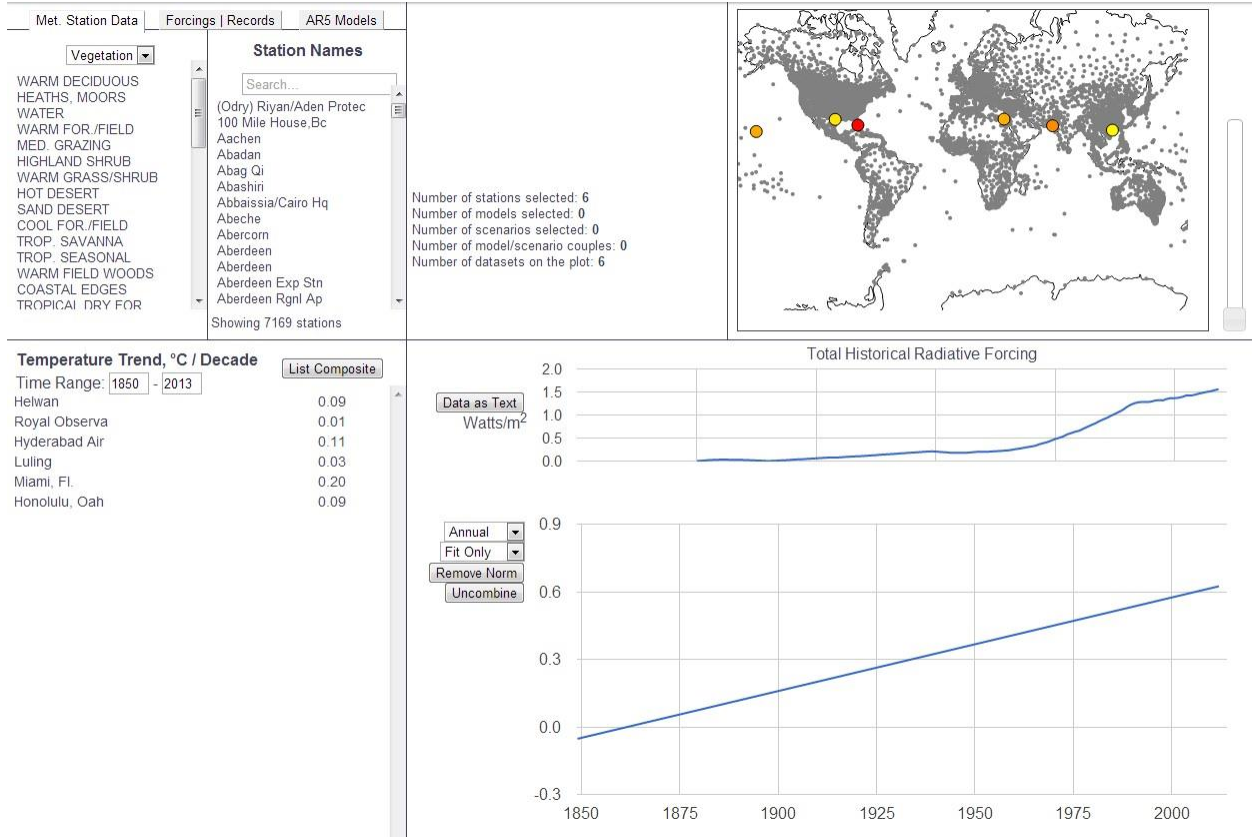 Met. Station Data
Forcings | Records
AR5 Models
Vegetation
WARM DECIDUOUS
HEATHS, MOORS
WATER
WARM FOR./FIELD
MED. GRAZING
HIGHLAND SHRUB
WARM GRASS/SHRUB
HOT DESERT
SAND DESERT
COOL FOR./FIELD
TROP. SAVANNA
TROP. SEASONAL
WARM FIELD WOODS
COASTAL EDGES
TROPICAL DRY FOR
Station Names
Search...
(Odry) Riyan/Aden Protec
100 Mile House,Bc
Aachen
Abadan
Abag Qi
Abashiri
Abbaissia/Cairo Hq
Abeche
Abercorn
Aberdeen
Aberdeen
Aberdeen Exp Stn
Aberdeen Rgnl Ap
Showing 7169 stations
Number of stations selected: 6
Number of models selected: 0
Number of scenarios selected: 0
Number of model/scenario couples: 0
Number of datasets on the plot: 6
Temperature Trend, °C / Decade
List Composite
Time Range: 1850 - 2013
Helwan 0.09
Royal Observa 0.01
Hyderabad Air 0.11
Luling 0.03
Miami, Fl. 0.20
Honolulu, Oah 0.09
Total Historical Radiative Forcing
Data as Text
Watts/m²
2.0
1.5
1.0
0.5
0.0
Annual
Fit Only
Remove Norm
Uncombine
0.9
0.6
0.3
0.0
-0.3
1850 1875 1900 1925 1950 1975 2000